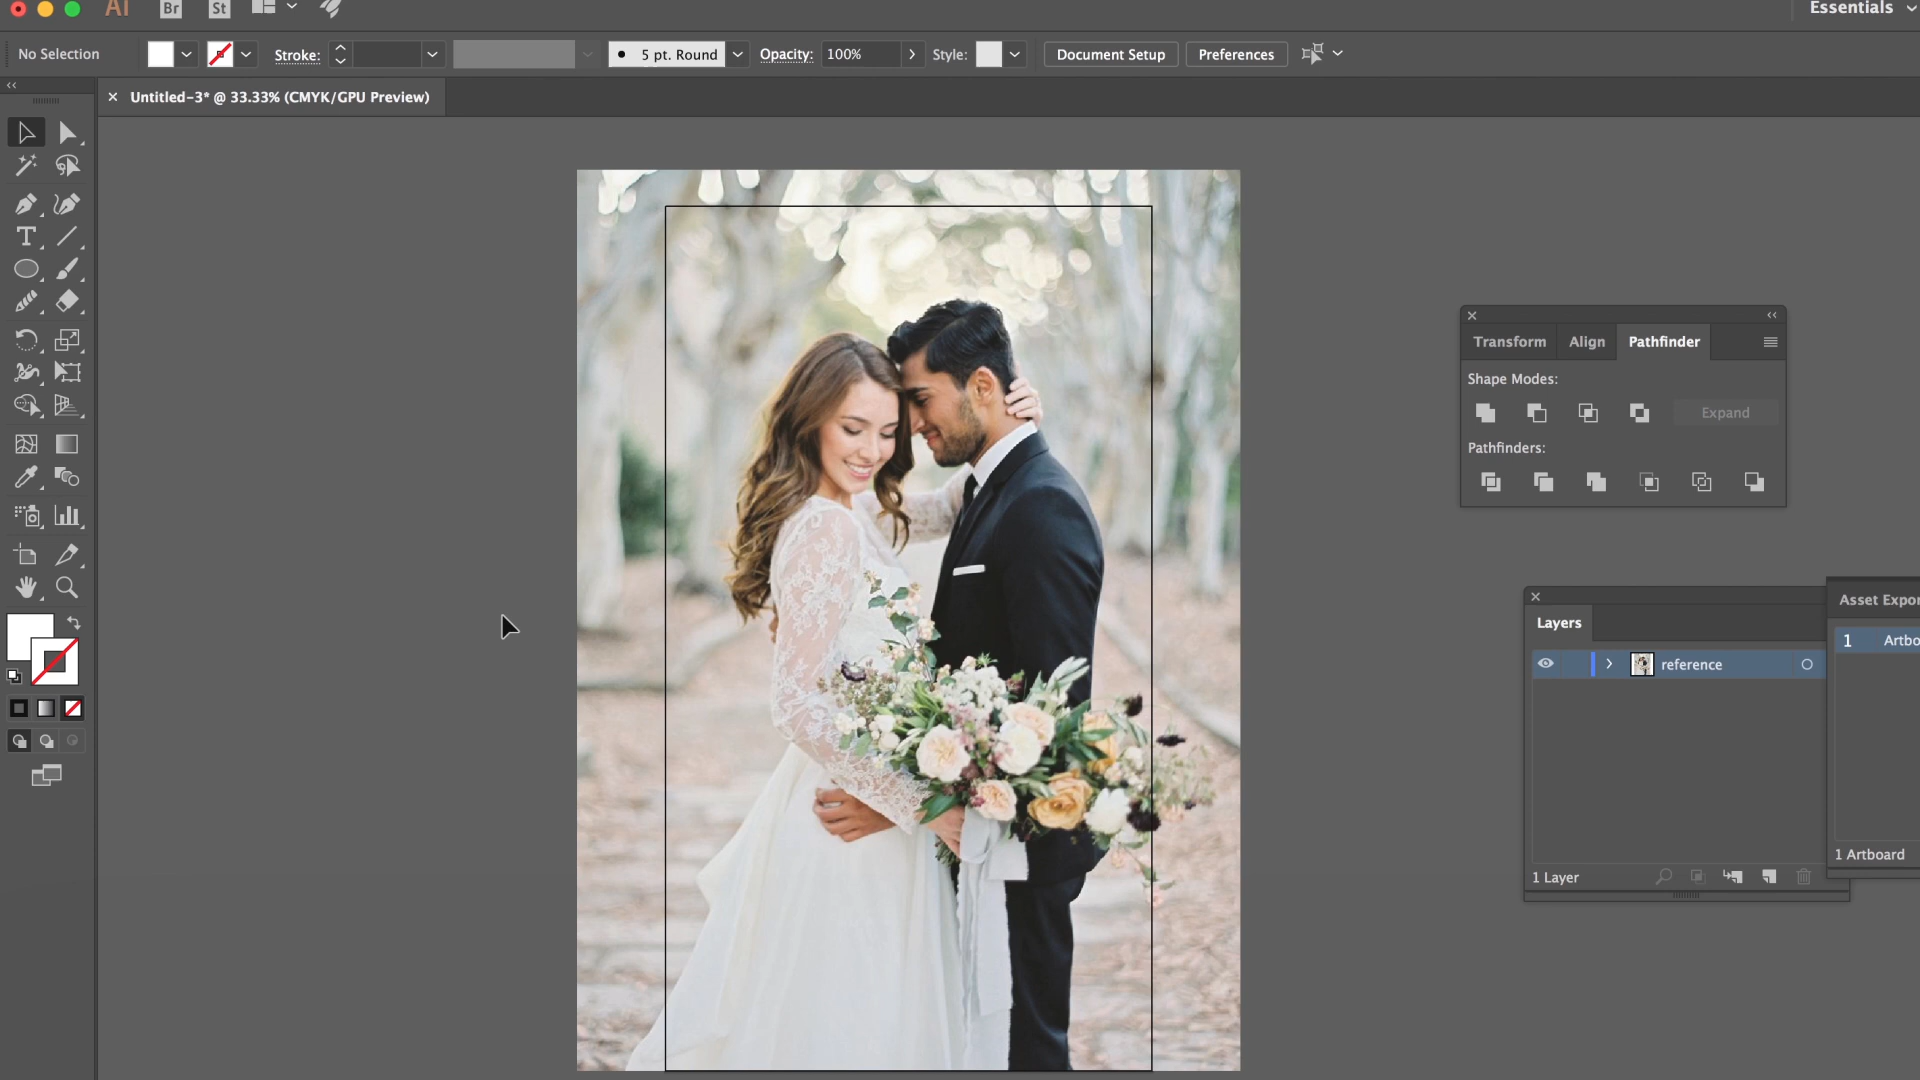 Ai Br St Essentials
No Selection Stroke: 5 pt. Round Opacity: 100% Style: Document Setup Preferences
Untitled-3* @ 33.33% (CMYK/GPU Preview)
Transform Align Pathfinder
Shape Modes:
Expand
Pathfinders:
Layers
reference
1 Layer
Asset Expor
1 Artbo
1 Artboard